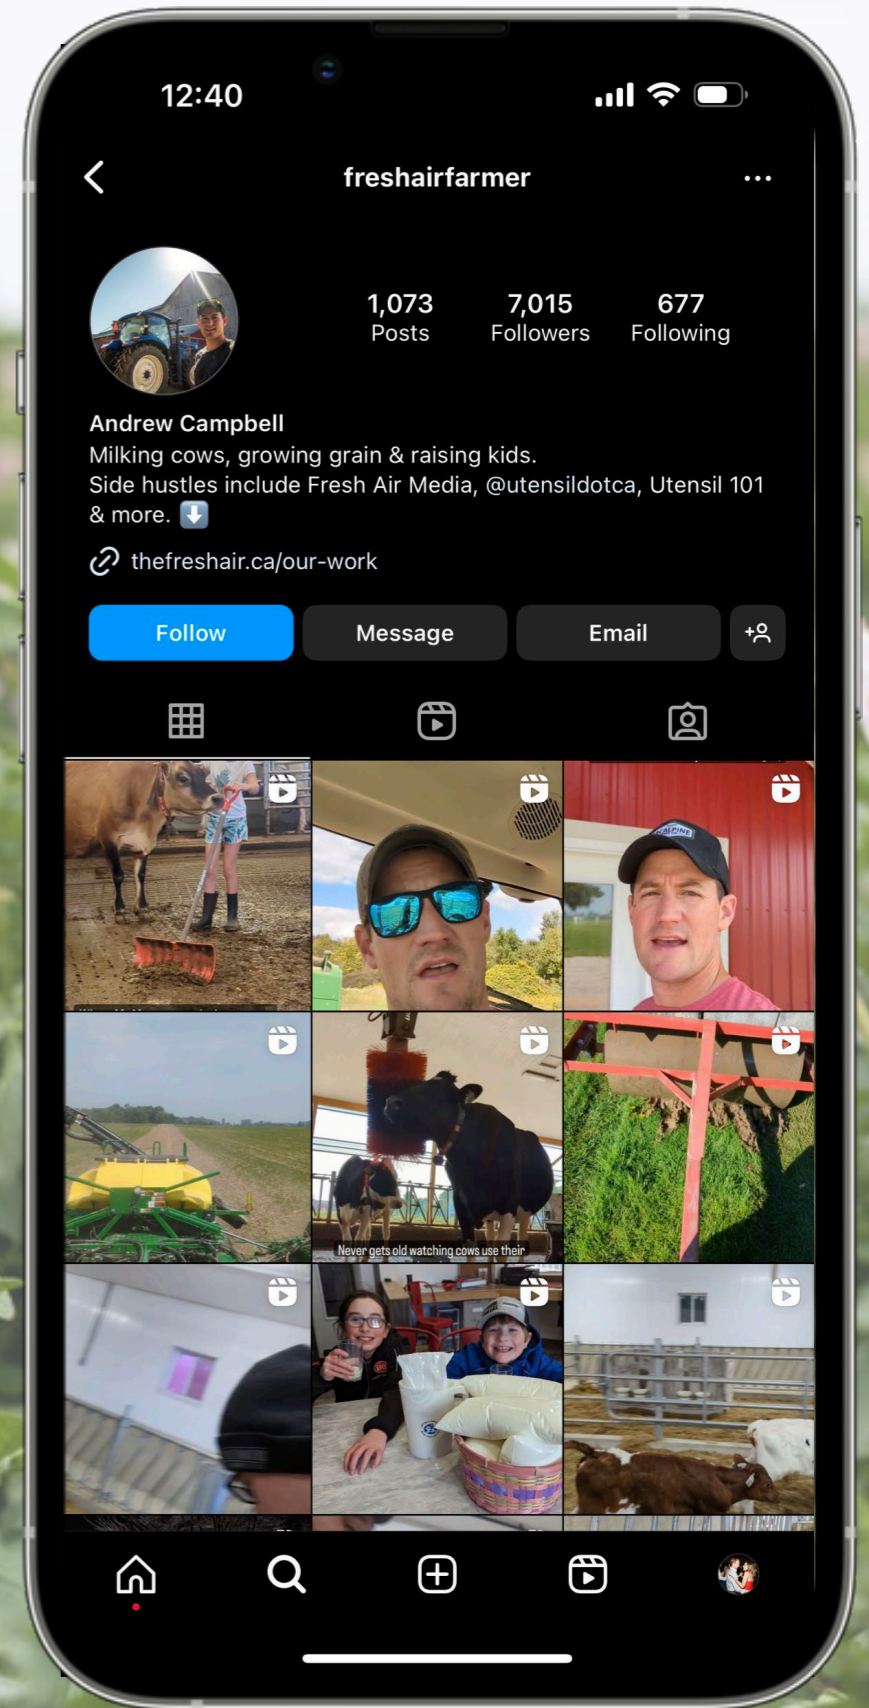 12:40
freshairfarmer
1,073 7,015 677
Posts Followers Following
Andrew Campbell
Milking cows, growing grain & raising kids.
Side hustles include Fresh Air Media, @utensildotca, Utensil 101
& more.
thefreshair.ca/our-work
Follow Message Email
ALPINE
Never gets old watching cows use their